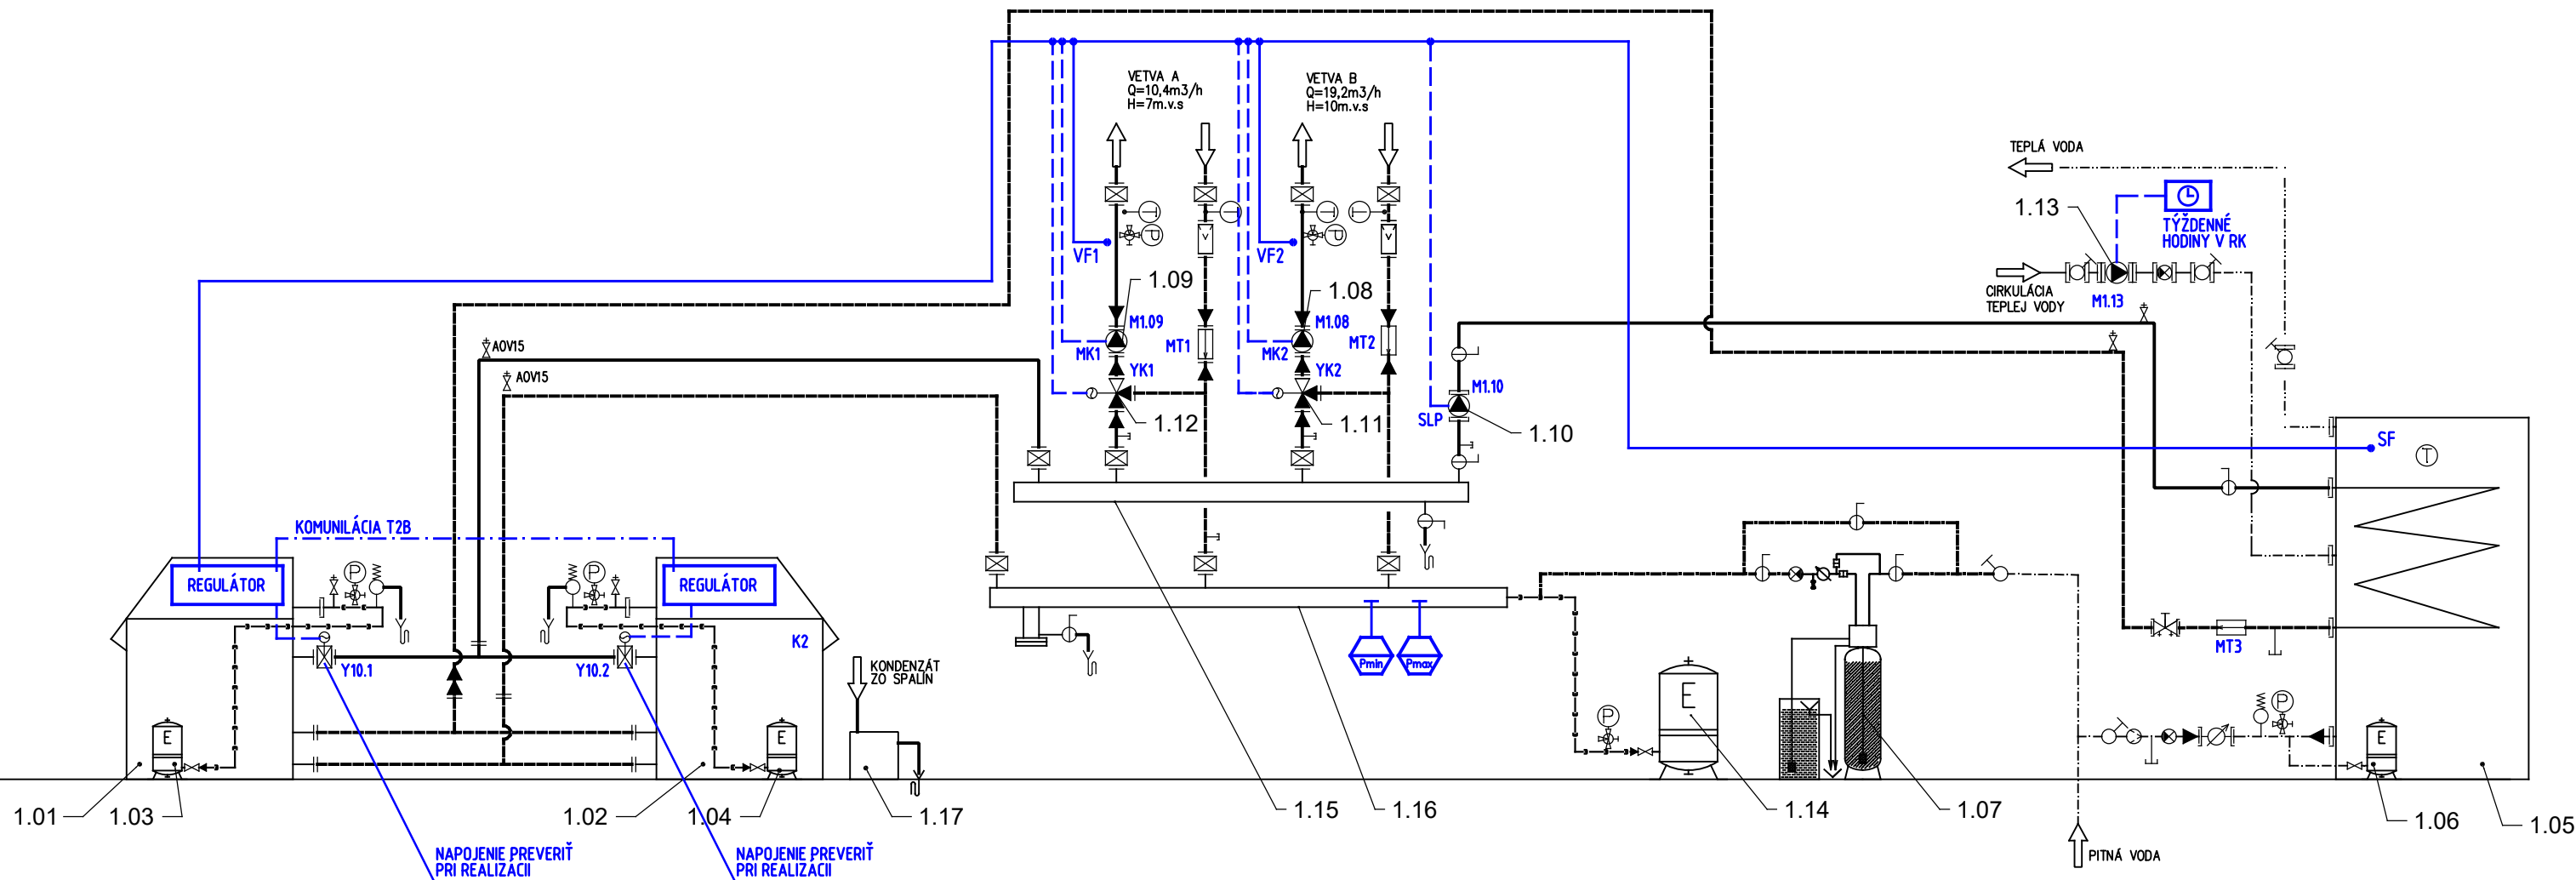 VETVA A
Q=10,4m3/h
H=7m.v.s
VETVA B
Q=19,2m3/h
H=10m.v.s
TEPLÁ VODA
1.13
TÝŽDENNÉ
HODINY V RK
CIRKULÁCIA
TEPLEJ VODY
M1.13
VF1
VF2
T
T
T
T
P
P
1.09
1.08
M1.09
M1.08
MK1
MT1
MK2
MT2
YK1
YK2
AOV15
AOV15
M1.10
SLP
1.12
1.11
1.10
SF
T
KOMUNILÁCIA T2B
REGULÁTOR
P
P
REGULÁTOR
K2
Y10.1
Y10.2
KONDENZÁT
ZO SPALÍN
Pmin
Pmax
MT3
E
E
E
P
P
E
1.01
1.03
1.02
1.04
1.17
1.15
1.16
1.14
1.07
1.06
1.05
NAPOJENIE PREVERIŤ
PRI REALIZÁCII
NAPOJENIE PREVERIŤ
PRI REALIZÁCII
PITNÁ VODA